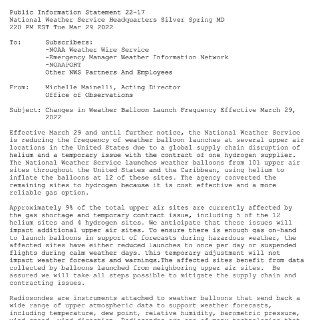 Public Information Statement 22-17
National Weather Service Headquarters Silver Spring MD
220 PM EST Tue Mar 29 2022
To: Subscribers:
-NOAA Weather Wire Service
-Emergency Manager Weather Information Network
-NOAAPORT
Other NWS Partners And Employees
From: Michelle Mainelli, Acting Director
Office of Observations
Subject: Changes in Weather Balloon Launch Frequency Effective March 29,
2022
Effective March 29 and until further notice, the National Weather Service
is reducing the frequency of weather balloon launches at several upper air
locations in the United States due to a global supply chain disruption of
helium and a temporary issue with the contract of one hydrogen supplier.
The National Weather Service launches weather balloons from 101 upper air
sites throughout the United States and the Caribbean, using helium to
inflate the balloons at 12 of these sites. The agency converted the
remaining sites to hydrogen because it is cost effective and a more
reliable gas option.
Approximately 9% of the total upper air sites are currently affected by
the gas shortage and temporary contract issue, including 5 of the 12
helium sites and 4 hydrogen sites. We anticipate that these issues will
impact additional upper air sites. To ensure there is enough gas on-hand
to launch balloons in support of forecasts during hazardous weather, the
affected sites have either reduced launches to once per day or suspended
flights during calm weather days. This temporary adjustment will not
impact weather forecasts and warnings.The affected sites benefit from data
collected by balloons launched from neighboring upper air sites. Be
assured we will take all steps possible to mitigate the supply chain and
contracting issues.
Radiosondes are instruments attached to weather balloons that send back a
wide range of upper atmospheric data to support weather forecasts,
including temperature, dew point, relative humidity, barometric pressure,